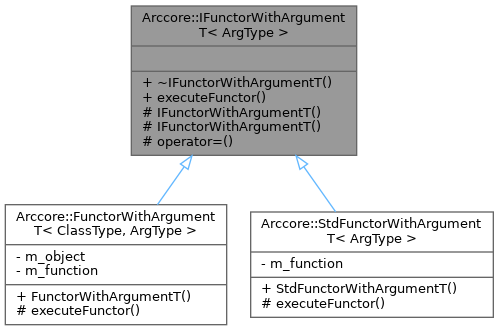 Arccore::IFunctorWithArgument
T< ArgType >
+ ~IFunctorWithArgumentT()
+ executeFunctor()
# IFunctorWithArgumentT()
# IFunctorWithArgumentT()
# operator=()
Arccore::FunctorWithArgument
T< ClassType, ArgType >
- m_object
- m_function
+ FunctorWithArgumentT()
# executeFunctor()
Arccore::StdFunctorWithArgument
T< ArgType >
- m_function
+ StdFunctorWithArgumentT()
# executeFunctor()